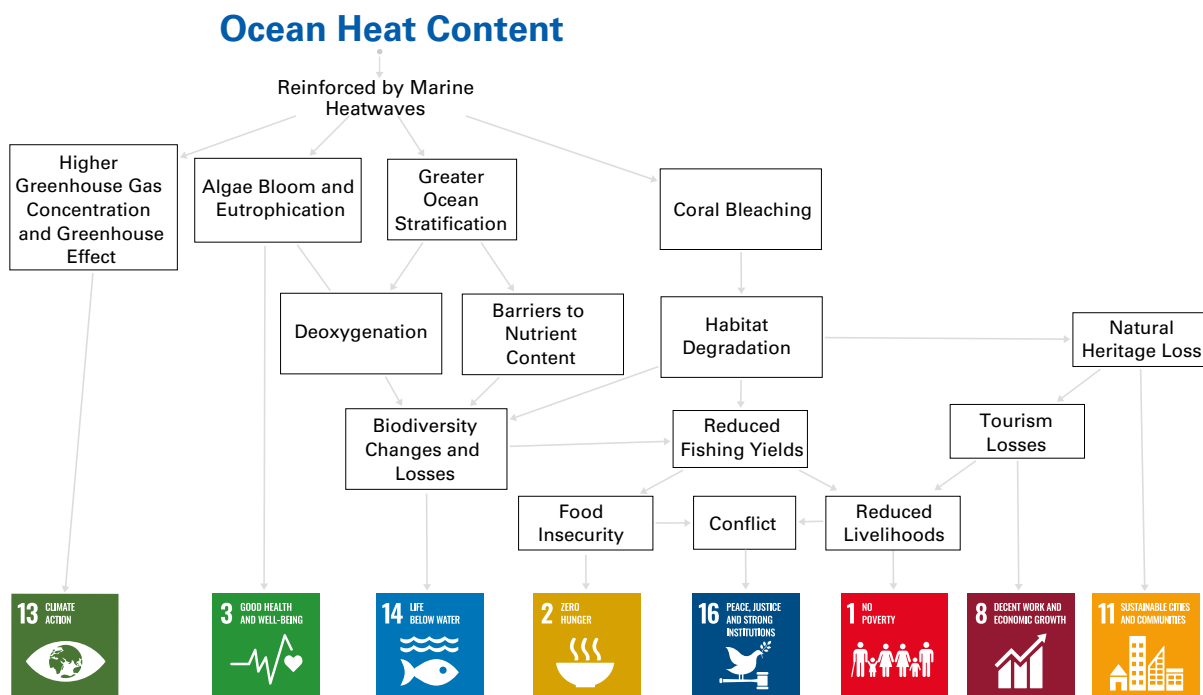 Ocean Heat Content
Reinforced by Marine
Heatwaves
Higher
Greenhouse Gas
Concentration
and Greenhouse
Effect
Algae Bloom and
Eutrophication
Greater
Ocean
Stratification
Coral Bleaching
Deoxygenation
Barriers to
Nutrient
Content
Habitat
Degradation
Natural
Heritage Loss
Biodiversity
Changes and
Losses
Reduced
Fishing Yields
Tourism
Losses
Food
Insecurity
Conflict
Reduced
Livelihoods
13 CLIMATE
ACTION
3 GOOD HEALTH
AND WELL-BEING
14 LIFE
BELOW WATER
2 ZERO
HUNGER
16 PEACE, JUSTICE
AND STRONG
INSTITUTIONS
1 NO
POVERTY
8 DECENT WORK AND
ECONOMIC GROWTH
11 SUSTAINABLE CITIES
AND COMMUNITIES